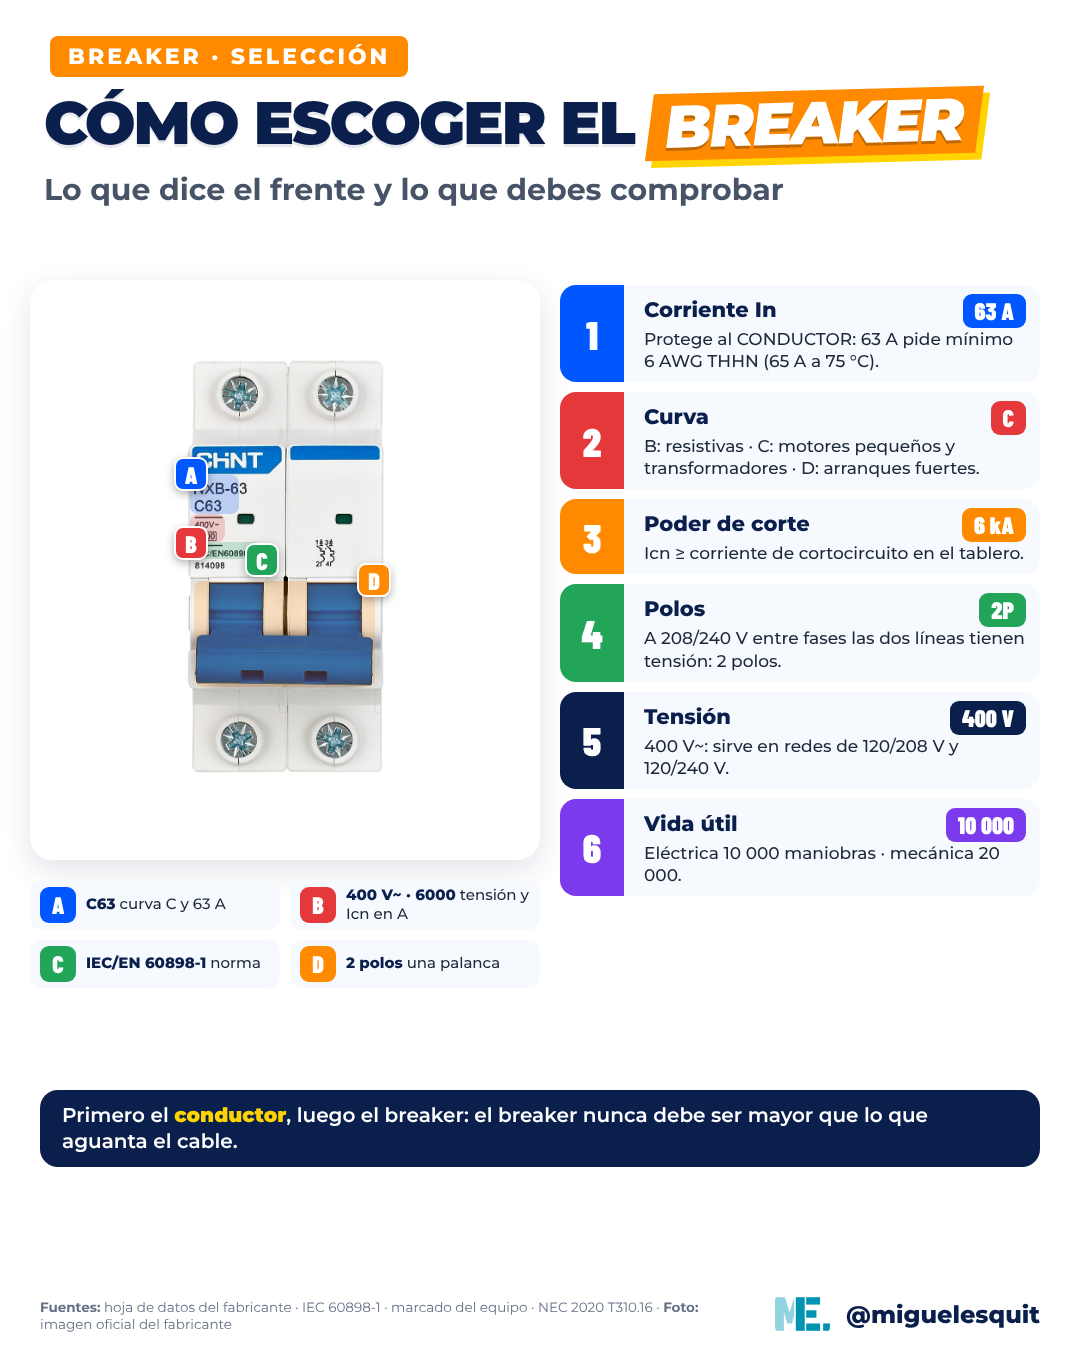 BREAKER · SELECCIÓN
CÓMO ESCOGER EL BREAKER
Lo que dice el frente y lo que debes comprobar
CHNT
NXB-63
C63
400V~
814098
A
B
C
D
1
Corriente In
63 A
Protege al CONDUCTOR: 63 A pide mínimo
6 AWG THHN (65 A a 75 °C).
2
Curva
C
B: resistivas · C: motores pequeños y
transformadores · D: arranques fuertes.
3
Poder de corte
6 kA
Icn ≥ corriente de cortocircuito en el tablero.
4
Polos
2P
A 208/240 V entre fases las dos líneas tienen
tensión: 2 polos.
5
Tensión
400 V
400 V~: sirve en redes de 120/208 V y
120/240 V.
6
Vida útil
10 000
Eléctrica 10 000 maniobras · mecánica 20
000.
A C63 curva C y 63 A
B 400 V~ · 6000 tensión y
Icn en A
C IEC/EN 60898-1 norma
D 2 polos una palanca
Primero el conductor, luego el breaker: el breaker nunca debe ser mayor que lo que
aguanta el cable.
Fuentes: hoja de datos del fabricante · IEC 60898-1 · marcado del equipo · NEC 2020 T310.16 · Foto:
imagen oficial del fabricante
ME.
@miguelesquit